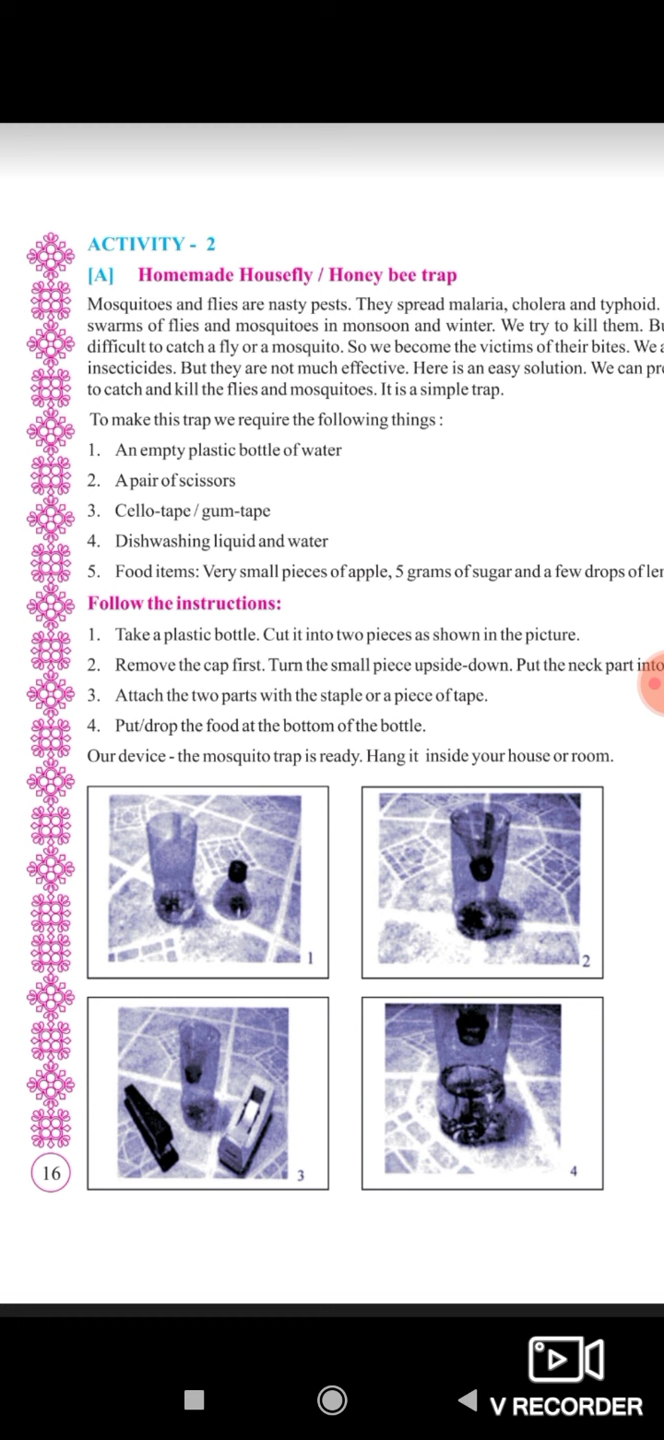 ACTIVITY - 2
[A] Homemade Housefly / Honey bee trap
Mosquitoes and flies are nasty pests. They spread malaria, cholera and typhoid.
swarms of flies and mosquitoes in monsoon and winter. We try to kill them.
difficult to catch a fly or a mosquito. So we become the victims of their bites. We
insecticides. But they are not much effective. Here is an easy solution. We can
to catch and kill the flies and mosquitoes. It is a simple trap.
To make this trap we require the following things :
1. An empty plastic bottle of water
2. A pair of scissors
3. Cello-tape / gum-tape
4. Dishwashing liquid and water
5. Food items: Very small pieces of apple, 5 grams of sugar and a few drops of
Follow the instructions:
1. Take a plastic bottle. Cut it into two pieces as shown in the picture.
2. Remove the cap first. Turn the small piece upside-down. Put the neck part into
3. Attach the two parts with the staple or a piece of tape.
4. Put/drop the food at the bottom of the bottle.
Our device - the mosquito trap is ready. Hang it inside your house or room.
1
2
3
4
16
V RECORDER